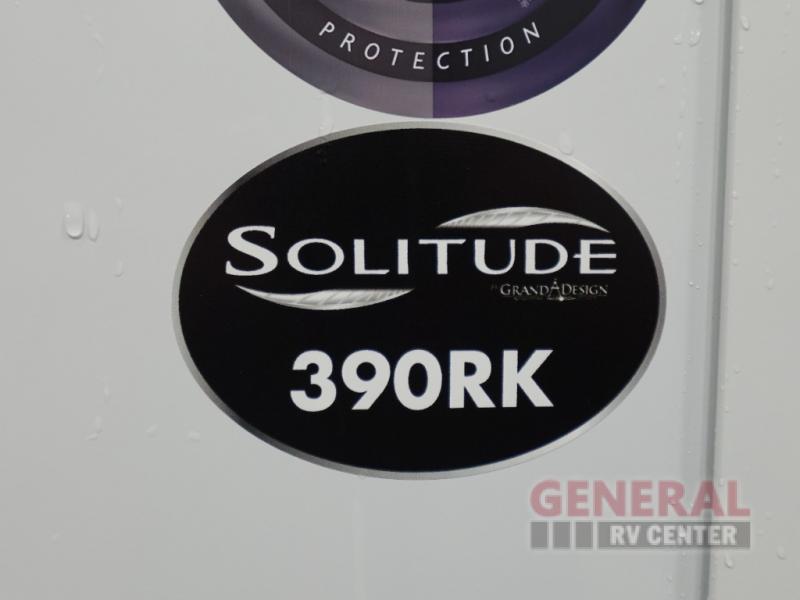 PROTECTION
SOLITUDE
BY GRAND DESIGN
390RK
GENERAL
RV CENTER